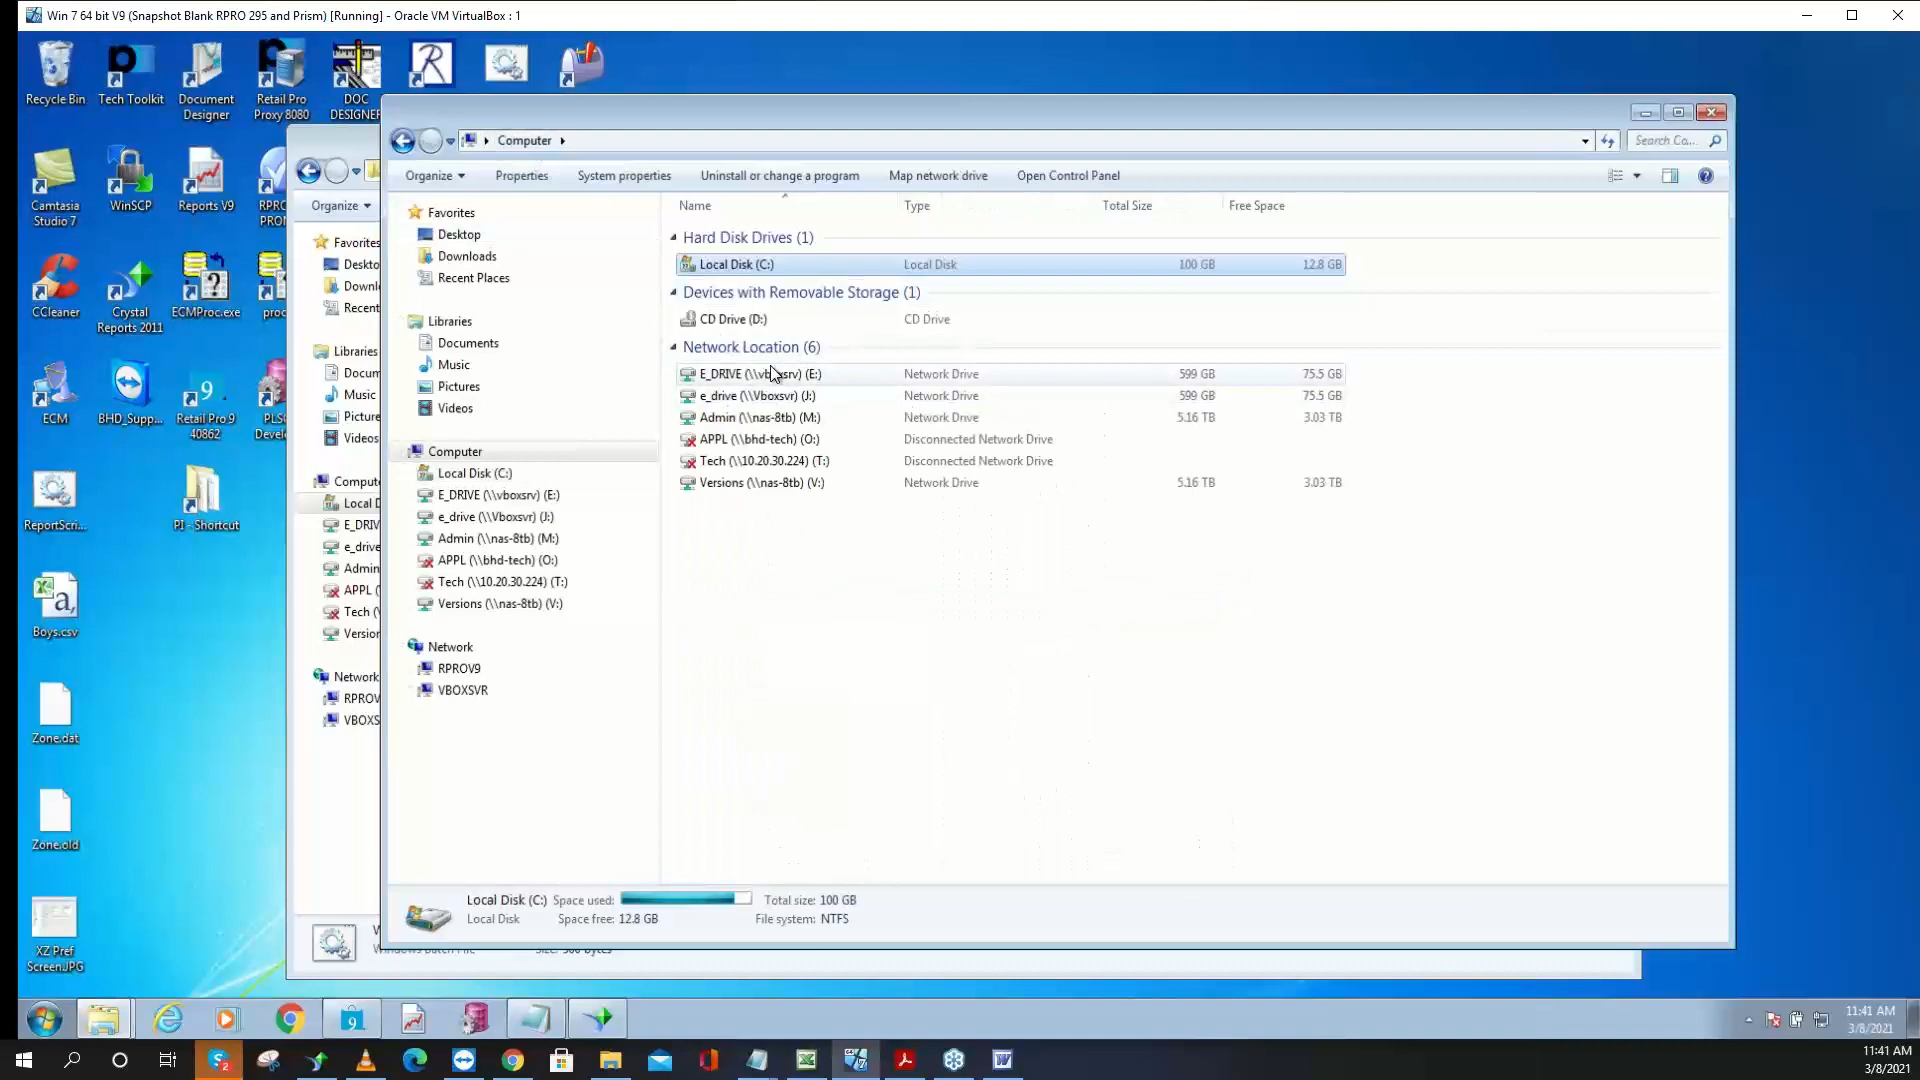 Win 7 64 bit V9 (Snapshot Blank RPRO 295 and Prism) [Running] - Oracle VM VirtualBox : 1
Recycle Bin
Tech Toolkit
Document
Designer
Retail Pro
Proxy 8080
DOC
DESIGNER
Camtasia
Studio 7
WinSCP
Reports V9
CCleaner
Crystal
Reports 2011
ECMProc.exe
ECM
BHD_Supp...
Retail Pro 9
40862
ReportScri...
PI - Shortcut
Boys.csv
Zone.dat
Zone.old
XZ Pref
Screen.JPG
Organize
Favorites
Libraries
Network
Computer
Search Co...
Organize
Properties
System properties
Uninstall or change a program
Map network drive
Open Control Panel
Favorites
Desktop
Downloads
Recent Places
Libraries
Documents
Music
Pictures
Videos
Computer
Local Disk (C:)
E_DRIVE (\\vboxsrv) (E:)
e_drive (\\Vboxsvr) (J:)
Admin (\\nas-8tb) (M:)
APPL (\\bhd-tech) (O:)
Tech (\\10.20.30.224) (T:)
Versions (\\nas-8tb) (V:)
Network
RPROV9
VBOXSVR
Name Type Total Size Free Space
Hard Disk Drives (1)
Local Disk (C:) Local Disk 100 GB 12.8 GB
Devices with Removable Storage (1)
CD Drive (D:) CD Drive
Network Location (6)
E_DRIVE (\\vboxsrv) (E:) Network Drive 599 GB 75.5 GB
e_drive (\\Vboxsvr) (J:) Network Drive 599 GB 75.5 GB
Admin (\\nas-8tb) (M:) Network Drive 5.16 TB 3.03 TB
APPL (\\bhd-tech) (O:) Disconnected Network Drive
Tech (\\10.20.30.224) (T:) Disconnected Network Drive
Versions (\\nas-8tb) (V:) Network Drive 5.16 TB 3.03 TB
Local Disk (C:) Space used: Total size: 100 GB
Local Disk Space free: 12.8 GB File system: NTFS
11:41 AM
3/8/2021
11:41 AM
3/8/2021